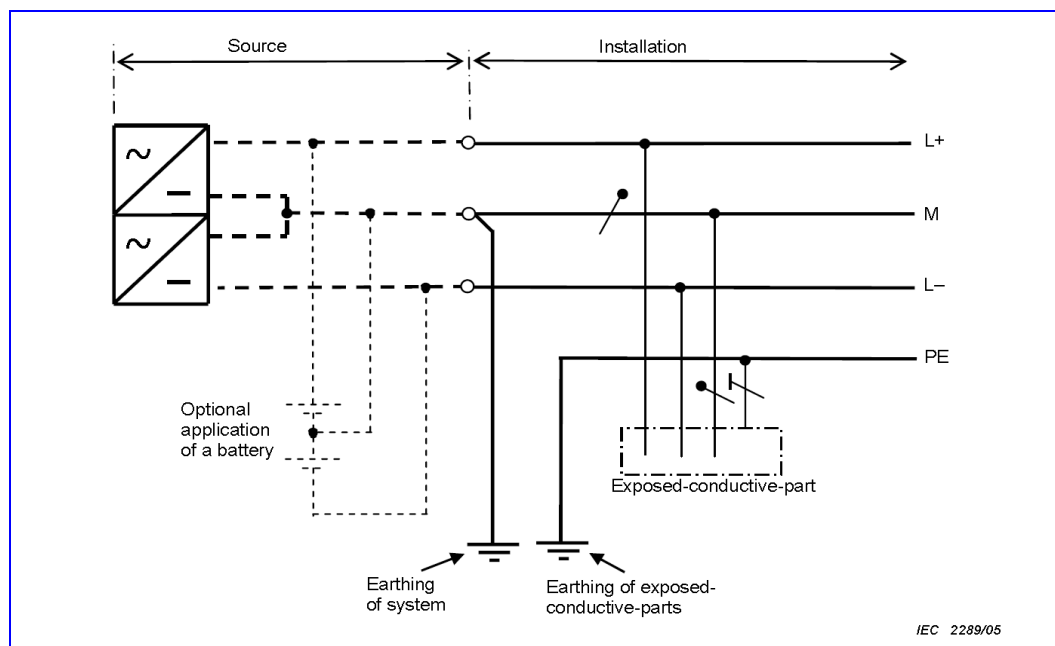 Source
Installation
L+
M
L–
PE
Optional
application
of a battery
Exposed-conductive-part
Earthing
of system
Earthing of exposed-
conductive-parts
IEC 2289/05